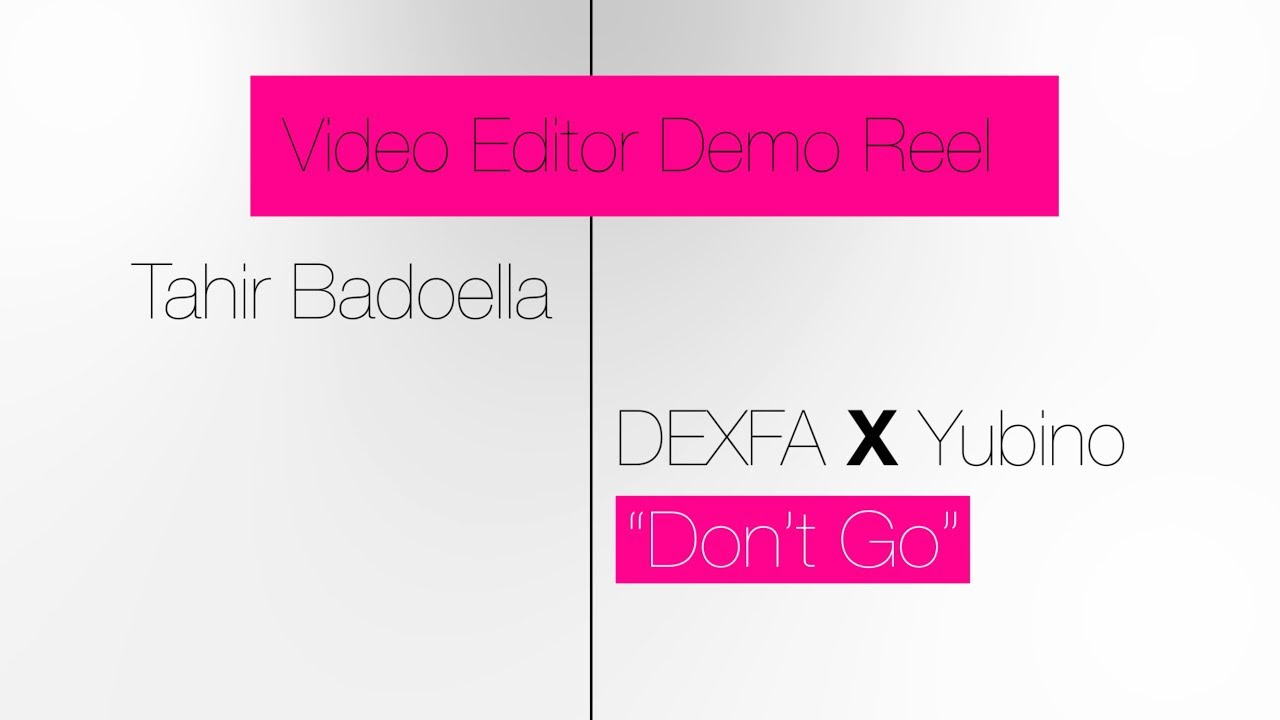 Video Editor Demo Reel
Tahir Badoella
DEXFA X Yubino
“Don’t Go”